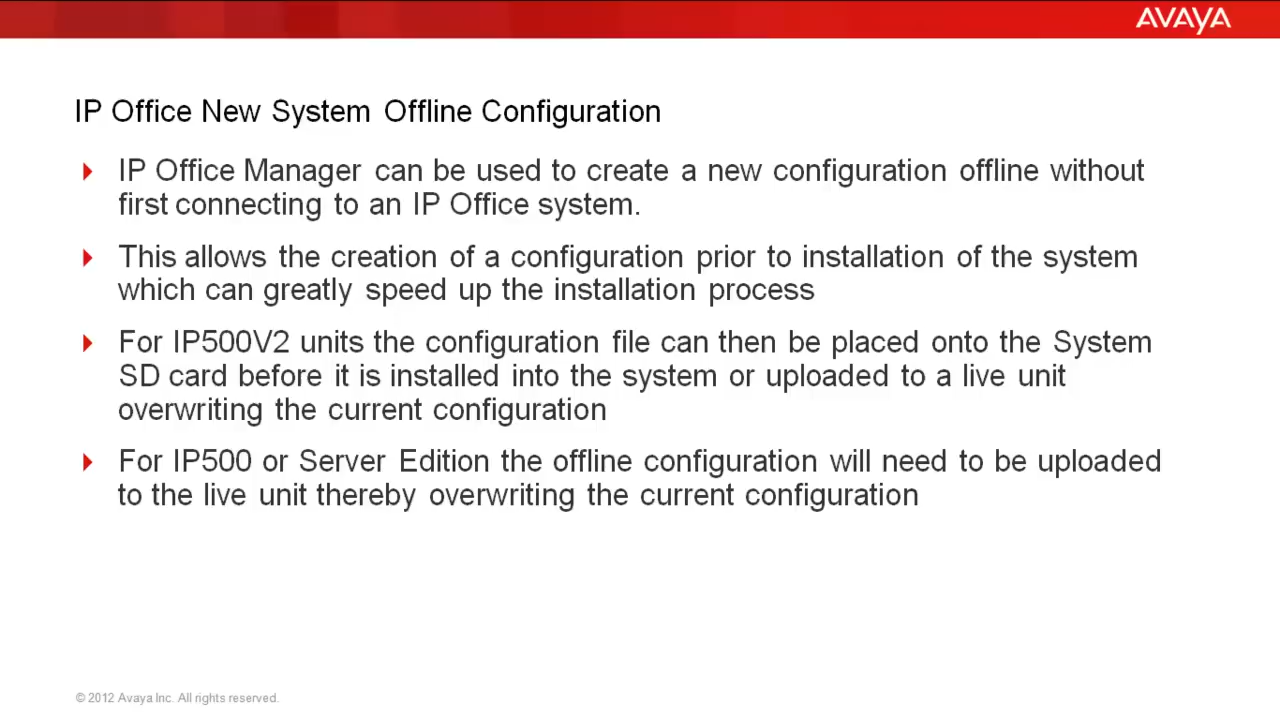 AVAYA
IP Office New System Offline Configuration
IP Office Manager can be used to create a new configuration offline without
first connecting to an IP Office system.
This allows the creation of a configuration prior to installation of the system
which can greatly speed up the installation process
For IP500V2 units the configuration file can then be placed onto the System
SD card before it is installed into the system or uploaded to a live unit
overwriting the current configuration
For IP500 or Server Edition the offline configuration will need to be uploaded
to the live unit thereby overwriting the current configuration
© 2012 Avaya Inc. All rights reserved.